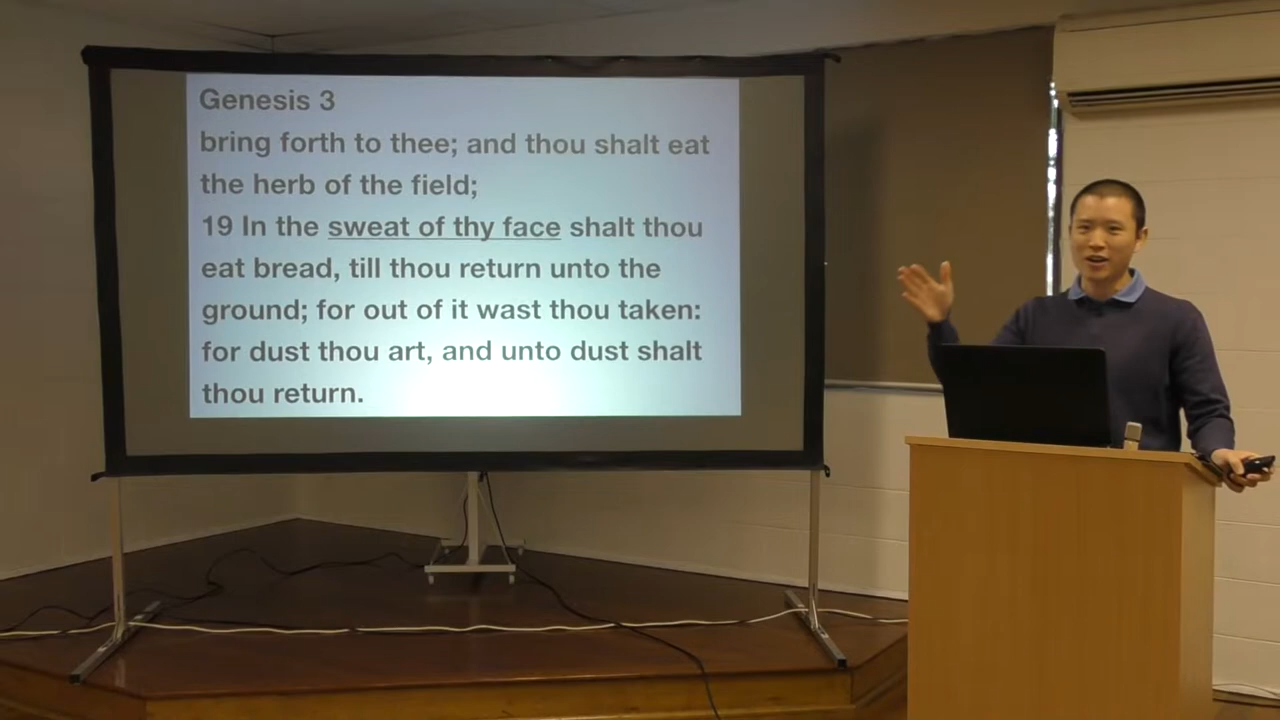 Genesis 3
bring forth to thee; and thou shalt eat
the herb of the field;
19 In the sweat of thy face shalt thou
eat bread, till thou return unto the
ground; for out of it wast thou taken:
for dust thou art, and unto dust shalt
thou return.